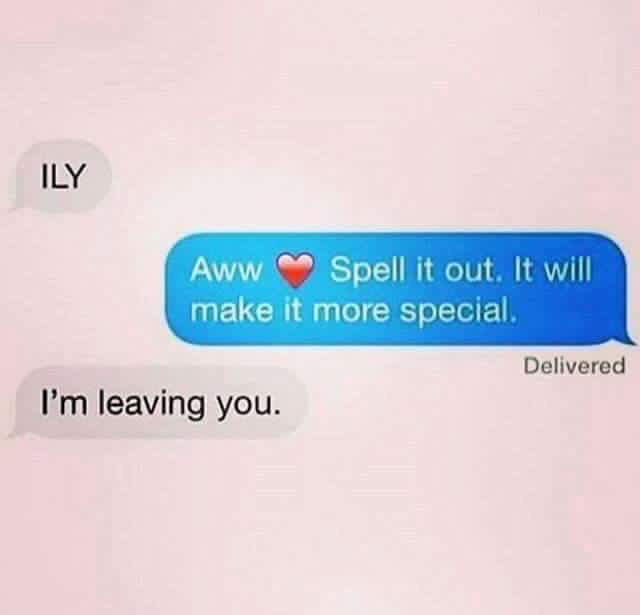 ILY
Aww ❤️ Spell it out. It will
make it more special.
Delivered
I'm leaving you.